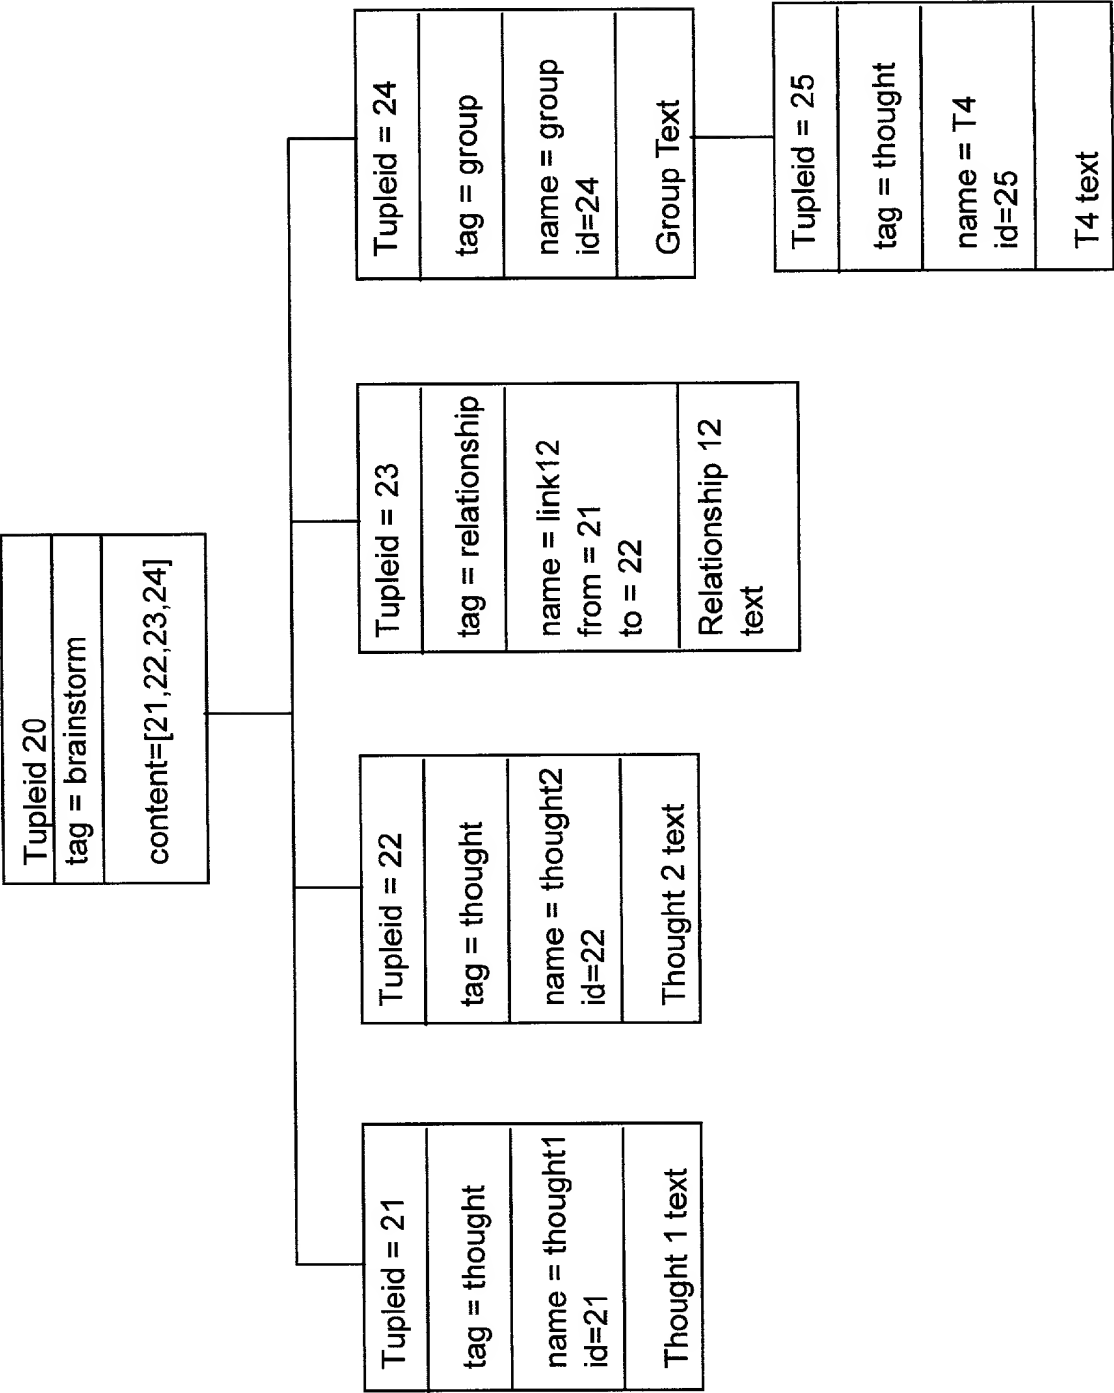 Tupleid 20
tag = brainstorm
content=[21,22,23,24]
Tupleid = 21
tag = thought
name = thought1
id=21
Thought 1 text
Tupleid = 22
tag = thought
name = thought2
id=22
Thought 2 text
Tupleid = 23
tag = relationship
name = link12
from = 21
to = 22
Relationship 12
text
Tupleid = 24
tag = group
name = group
id=24
Group Text
Tupleid = 25
tag = thought
name = T4
id=25
T4 text